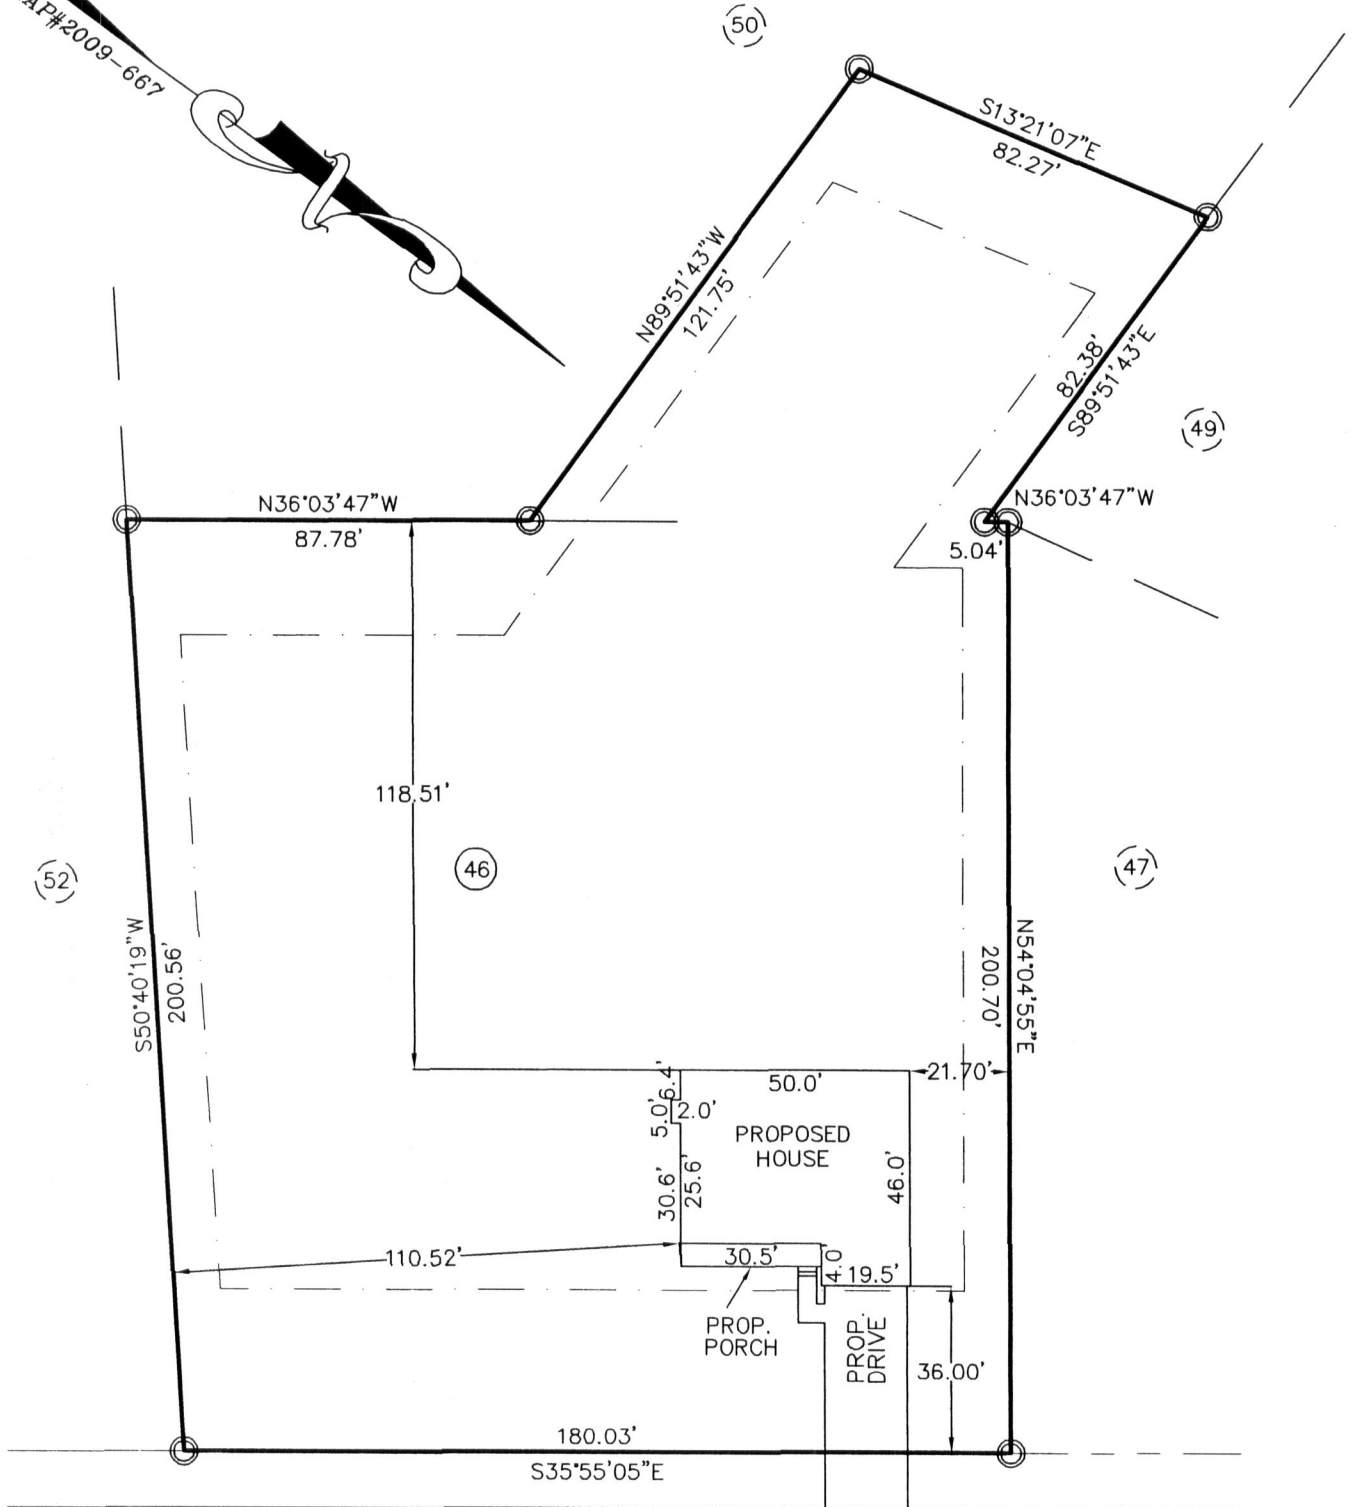 50
AP#2009-667
S13°21'07"E
82.27'
N89°51'43"W
121.75'
82.38'
S89°51'43"E
49
N36°03'47"W
87.78'
N36°03'47"W
5.04'
118.51'
52
46
47
S50°40'19"W
200.56'
N54°04'55"E
200.70'
21.70'
50.0'
6.4'
5.0'
2.0'
PROPOSED
HOUSE
30.6'
25.6'
46.0'
110.52'
30.5'
4.0'
19.5'
PROP.
PORCH
PROP.
DRIVE
36.00'
180.03'
S35°55'05"E